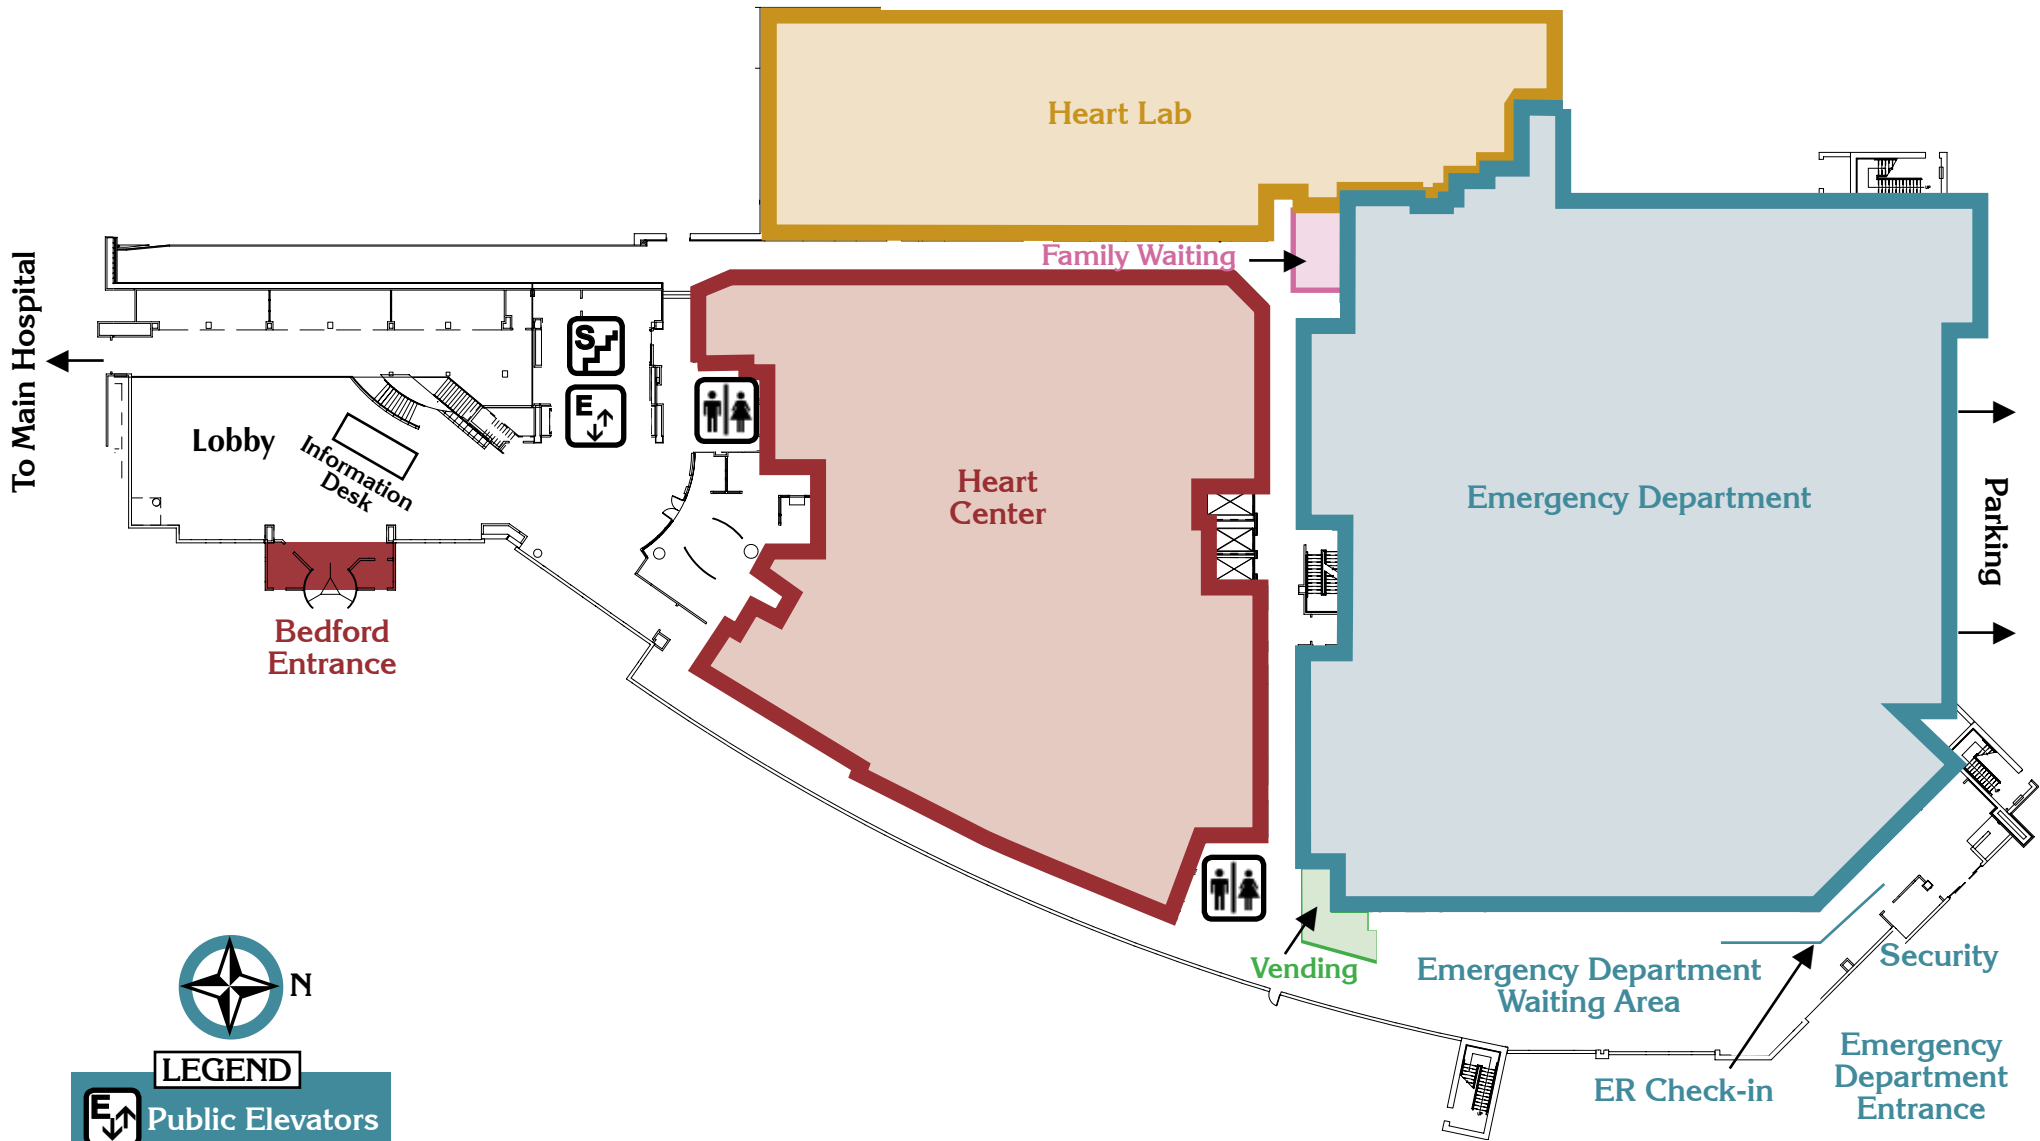 Heart Lab
Family Waiting
To Main Hospital
S
E
Lobby
Information
Desk
Heart
Center
Emergency Department
Parking
Bedford
Entrance
Vending
Emergency Department
Waiting Area
Security
N
ER Check-in
Emergency
Department
Entrance
LEGEND
E
Public Elevators